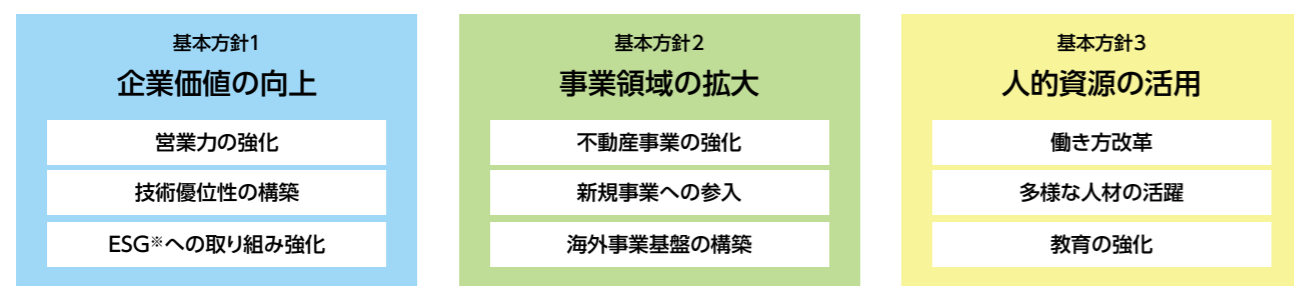 基本方針1
企業価値の向上
営業力の強化
技術優位性の構築
ESG※への取り組み強化
基本方針2
事業領域の拡大
不動産事業の強化
新規事業への参入
海外事業基盤の構築
基本方針3
人的資源の活用
働き方改革
多様な人材の活躍
教育の強化